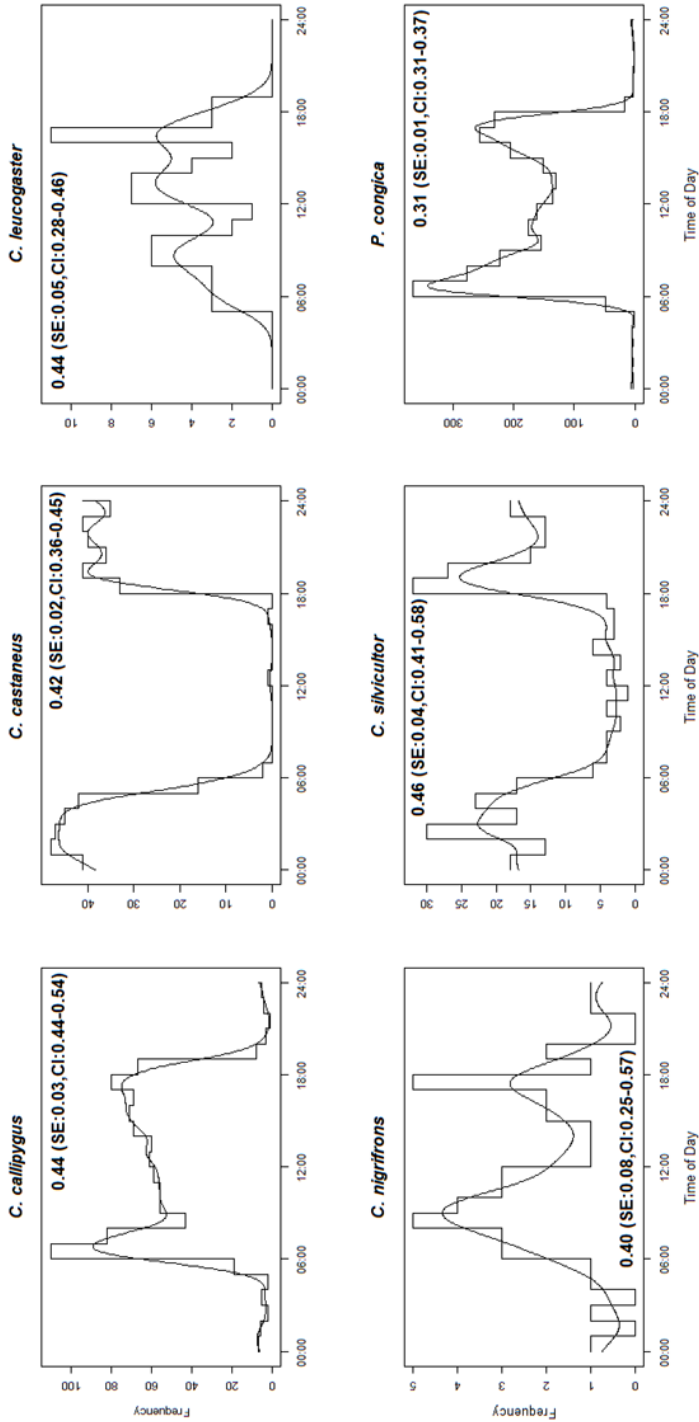 C. callipygus
0.44 (SE:0.03,CI:0.44-0.54)
Frequency
100
80
60
40
20
0
00:00 06:00 12:00 18:00 24:00
C. castaneus
0.42 (SE:0.02,CI:0.36-0.45)
40
30
20
10
0
00:00 06:00 12:00 18:00 24:00
C. leucogaster
0.44 (SE:0.05,CI:0.28-0.46)
10
8
6
4
2
0
00:00 06:00 12:00 18:00 24:00
C. nigrifrons
0.40 (SE:0.08,CI:0.25-0.57)
Frequency
5
4
3
2
1
0
00:00 06:00 12:00 18:00 24:00
Time of Day
C. silvicultor
0.46 (SE:0.04,CI:0.41-0.58)
30
25
20
15
10
5
0
00:00 06:00 12:00 18:00 24:00
Time of Day
P. congica
0.31 (SE:0.01,CI:0.31-0.37)
300
200
100
0
00:00 06:00 12:00 18:00 24:00
Time of Day